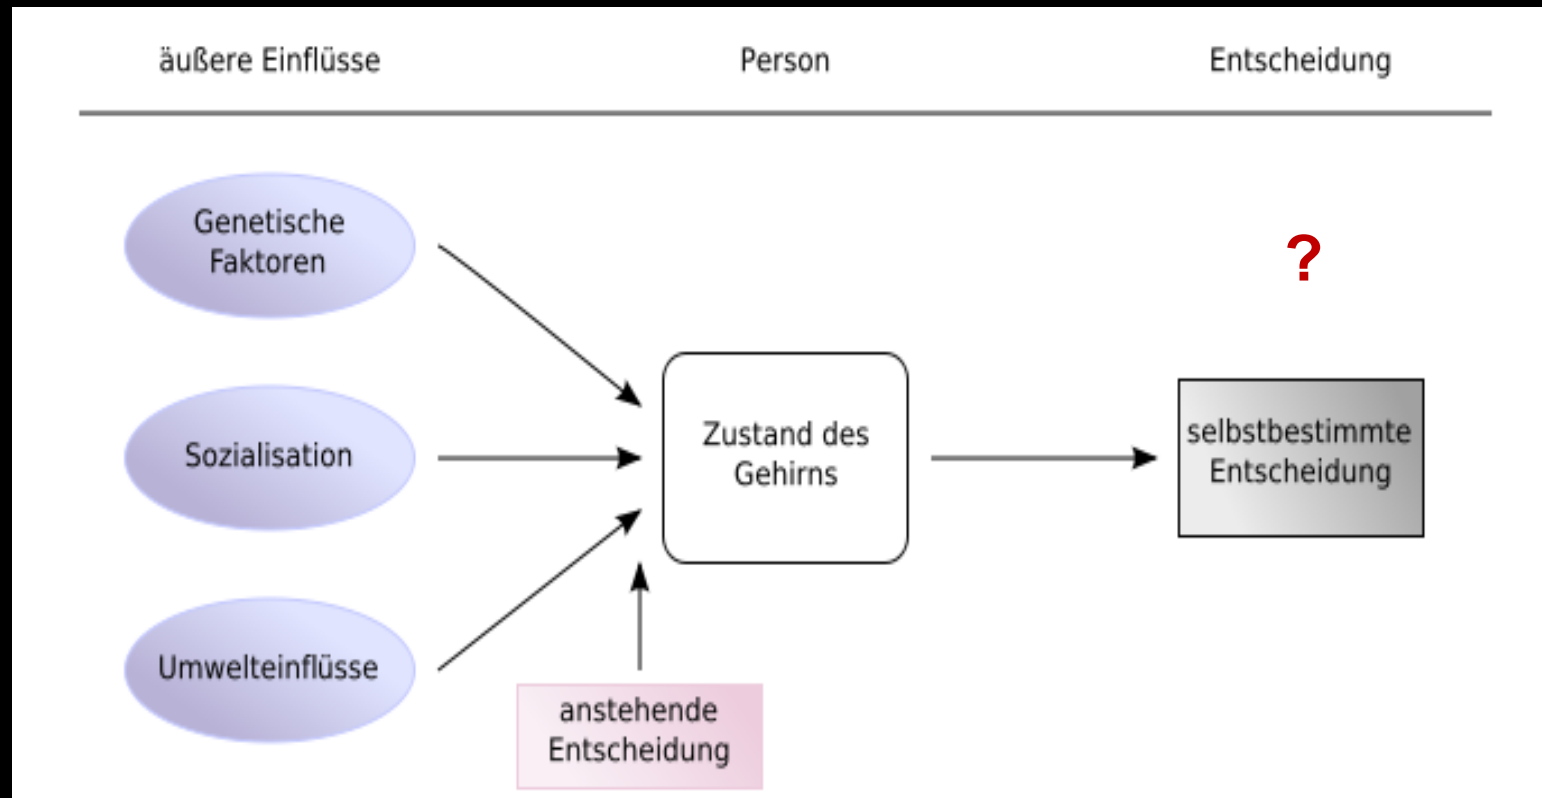 äußere Einflüsse
Person
Entscheidung
Genetische
Faktoren
?
Sozialisation
Zustand des
Gehirns
selbstbestimmte
Entscheidung
Umwelteinflüsse
anstehende
Entscheidung